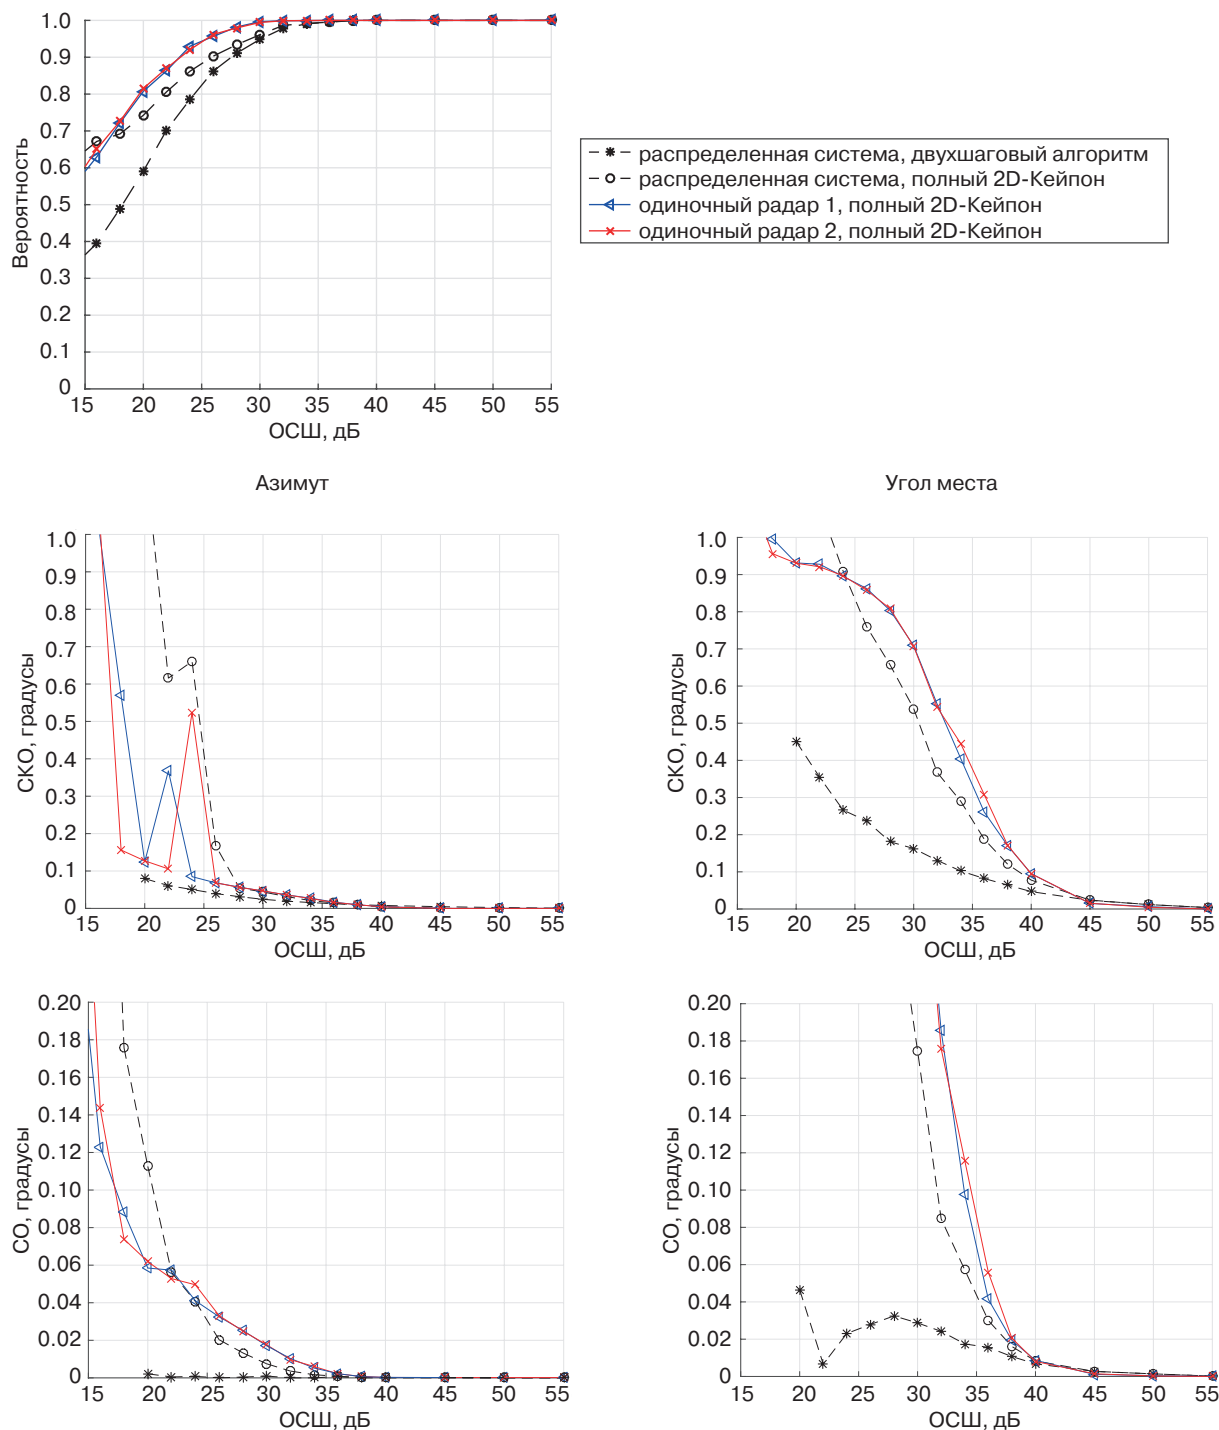 1.0
0.9
0.8
0.7
0.6
0.5
0.4
0.3
0.2
0.1
0
Вероятность
15 20 25 30 35 40 45 50 55
ОСШ, дБ
распределенная система, двухшаговый алгоритм
распределенная система, полный 2D-Кейпон
одиночный радар 1, полный 2D-Кейпон
одиночный радар 2, полный 2D-Кейпон
Азимут
1.0
0.9
0.8
0.7
0.6
0.5
0.4
0.3
0.2
0.1
0
СКО, градусы
15 20 25 30 35 40 45 50 55
ОСШ, дБ
Угол места
1.0
0.9
0.8
0.7
0.6
0.5
0.4
0.3
0.2
0.1
0
СКО, градусы
15 20 25 30 35 40 45 50 55
ОСШ, дБ
0.20
0.18
0.16
0.14
0.12
0.10
0.08
0.06
0.04
0.02
0
СО, градусы
15 20 25 30 35 40 45 50 55
ОСШ, дБ
0.20
0.18
0.16
0.14
0.12
0.10
0.08
0.06
0.04
0.02
0
СО, градусы
15 20 25 30 35 40 45 50 55
ОСШ, дБ